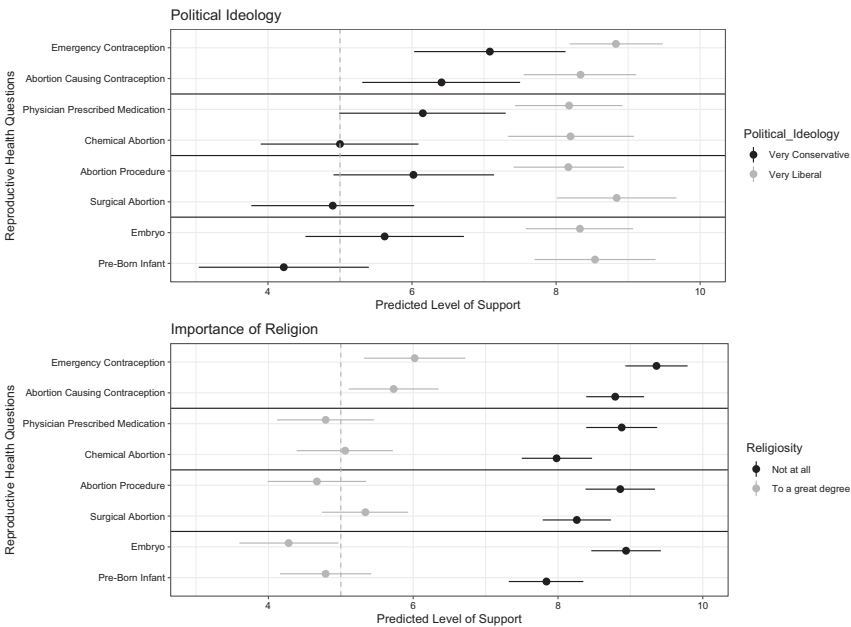 Political Ideology
Reproductive Health Questions
Emergency Contraception
Abortion Causing Contraception
Physician Prescribed Medication
Chemical Abortion
Abortion Procedure
Surgical Abortion
Embryo
Pre-Born Infant
4 6 8 10
Predicted Level of Support
Political_Ideology
Very Conservative
Very Liberal
Importance of Religion
Reproductive Health Questions
Emergency Contraception
Abortion Causing Contraception
Physician Prescribed Medication
Chemical Abortion
Abortion Procedure
Surgical Abortion
Embryo
Pre-Born Infant
4 6 8 10
Predicted Level of Support
Religiosity
Not at all
To a great degree